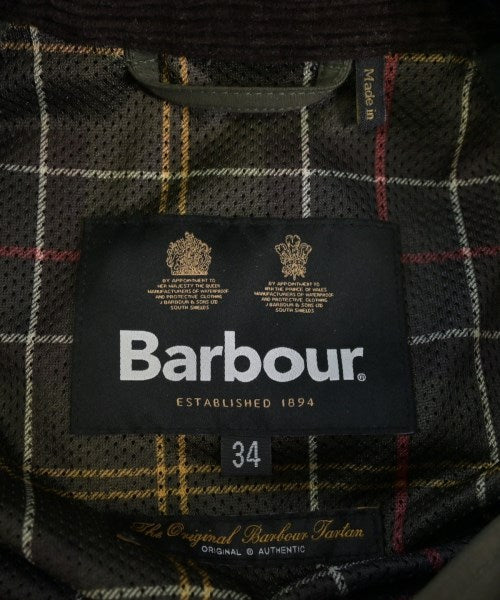 Made in
BY APPOINTMENT TO
HER MAJESTY THE QUEEN
MANUFACTURERS OF WATERPROOF
AND PROTECTIVE CLOTHING
J BARBOUR & SONS LTD
SOUTH SHIELDS
BY APPOINTMENT TO
HRH THE PRINCE OF WALES
MANUFACTURERS OF WATERPROOF
AND PROTECTIVE CLOTHING
J BARBOUR & SONS LTD
SOUTH SHIELDS
Barbour®
ESTABLISHED 1894
34
The Original Barbour Tartan
ORIGINAL & AUTHENTIC